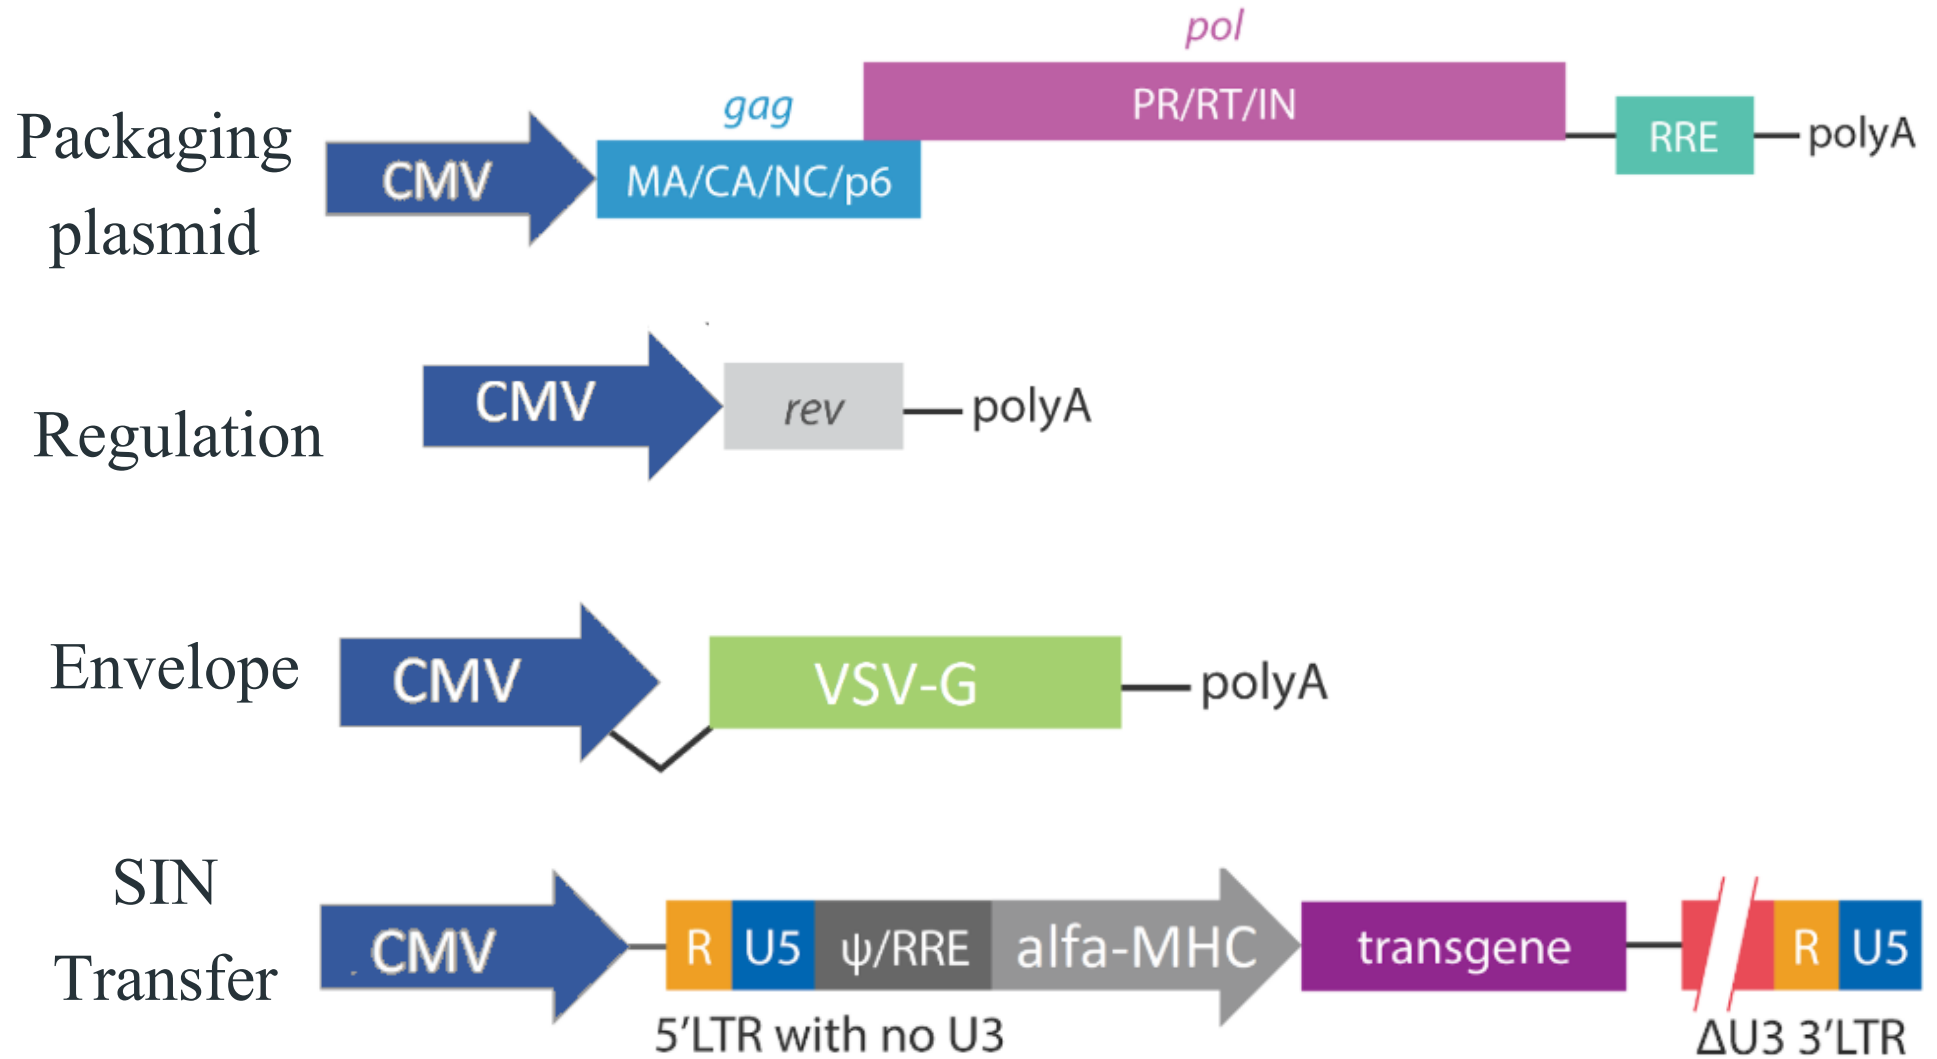 pol
gag
PR/RT/IN
Packaging
plasmid
CMV
MA/CA/NC/p6
RRE
polyA
Regulation
CMV
rev
polyA
Envelope
CMV
VSV-G
polyA
SIN
Transfer
CMV
R
U5
ψ/RRE
alfa-MHC
transgene
R
U5
5’LTR with no U3
ΔU3 3’LTR